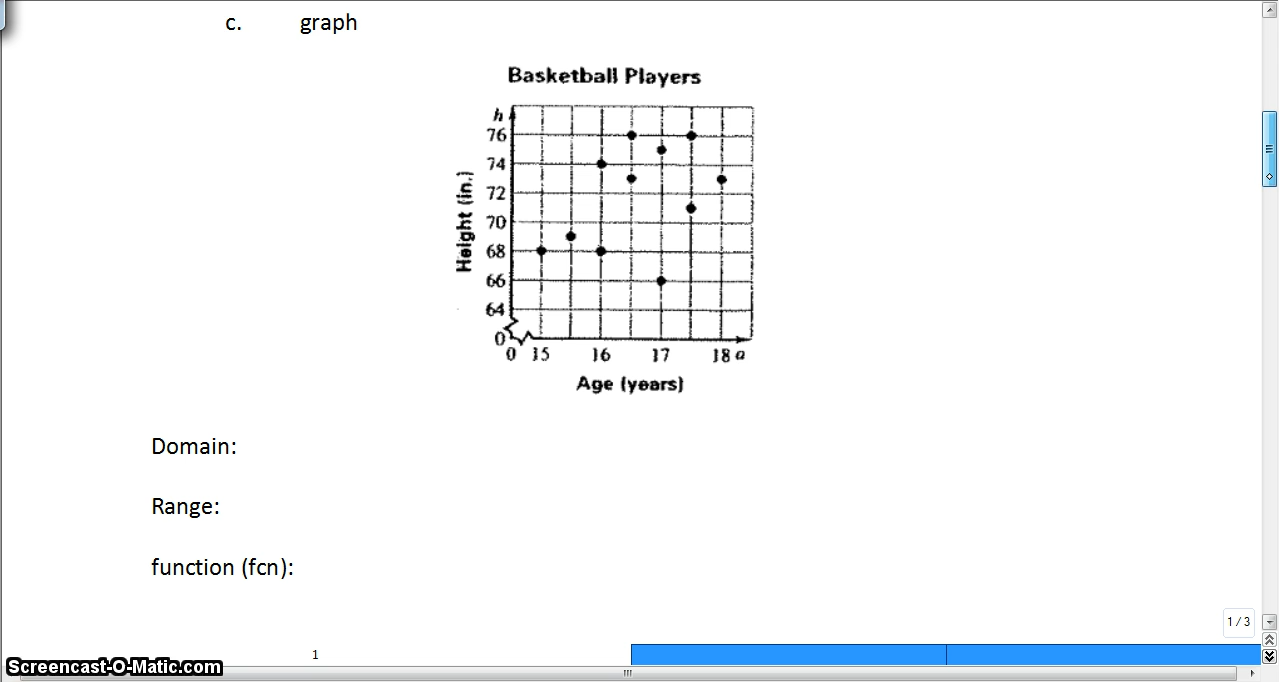 c. graph
Basketball Players
h
76
74
72
70
68
66
64
0
Height (in.)
0 15 16 17 18 a
Age (years)
Domain:
Range:
function (fcn):
1 / 3
1
Screencast-O-Matic.com